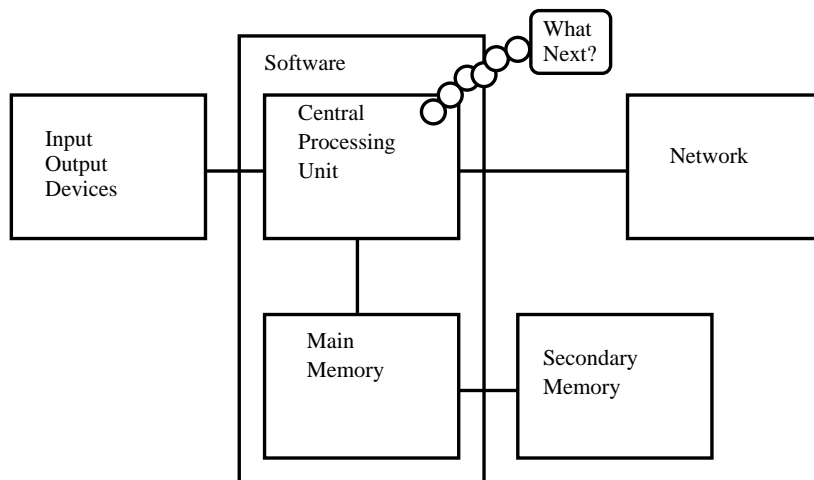 What
Next?
Software
Input
Output
Devices
Central
Processing
Unit
Network
Main
Memory
Secondary
Memory